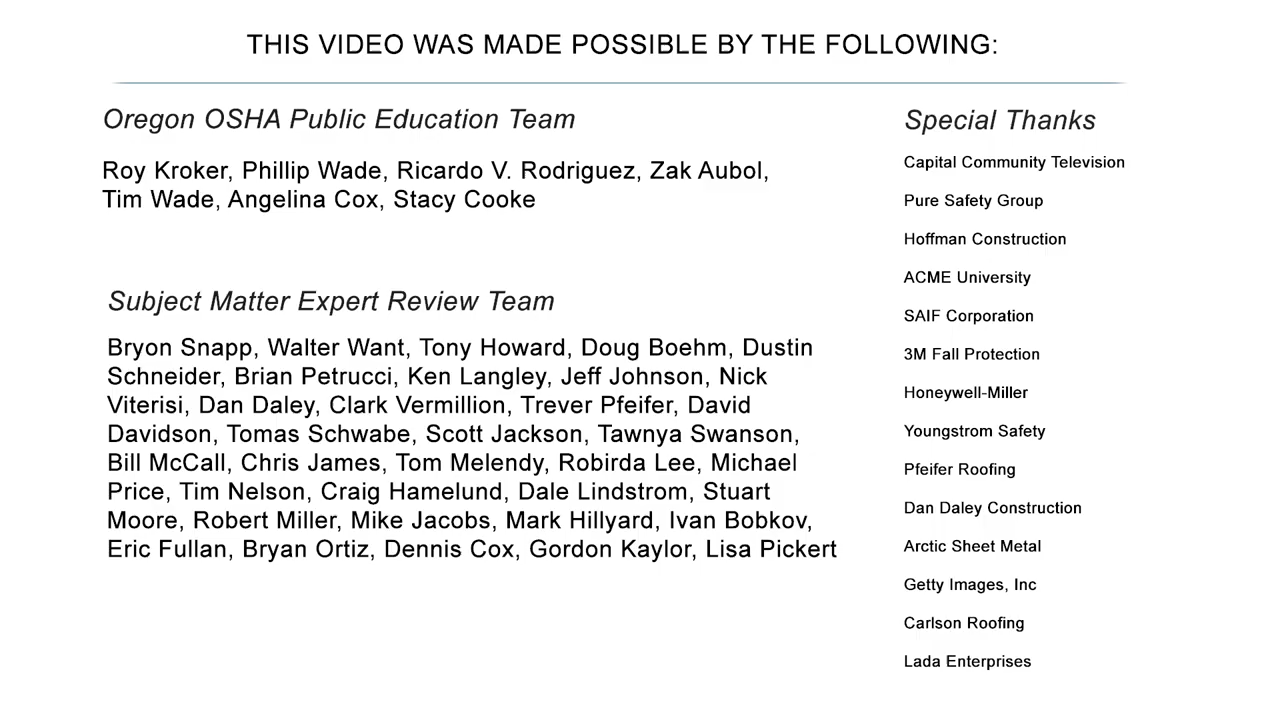 THIS VIDEO WAS MADE POSSIBLE BY THE FOLLOWING:
Oregon OSHA Public Education Team
Roy Kroker, Phillip Wade, Ricardo V. Rodriguez, Zak Aubol,
Tim Wade, Angelina Cox, Stacy Cooke
Subject Matter Expert Review Team
Bryon Snapp, Walter Want, Tony Howard, Doug Boehm, Dustin
Schneider, Brian Petrucci, Ken Langley, Jeff Johnson, Nick
Viterisi, Dan Daley, Clark Vermillion, Trever Pfeifer, David
Davidson, Tomas Schwabe, Scott Jackson, Tawnya Swanson,
Bill McCall, Chris James, Tom Melendy, Robirda Lee, Michael
Price, Tim Nelson, Craig Hamelund, Dale Lindstrom, Stuart
Moore, Robert Miller, Mike Jacobs, Mark Hillyard, Ivan Bobkov,
Eric Fullan, Bryan Ortiz, Dennis Cox, Gordon Kaylor, Lisa Pickert
Special Thanks
Capital Community Television
Pure Safety Group
Hoffman Construction
ACME University
SAIF Corporation
3M Fall Protection
Honeywell-Miller
Youngstrom Safety
Pfeifer Roofing
Dan Daley Construction
Arctic Sheet Metal
Getty Images, Inc
Carlson Roofing
Lada Enterprises